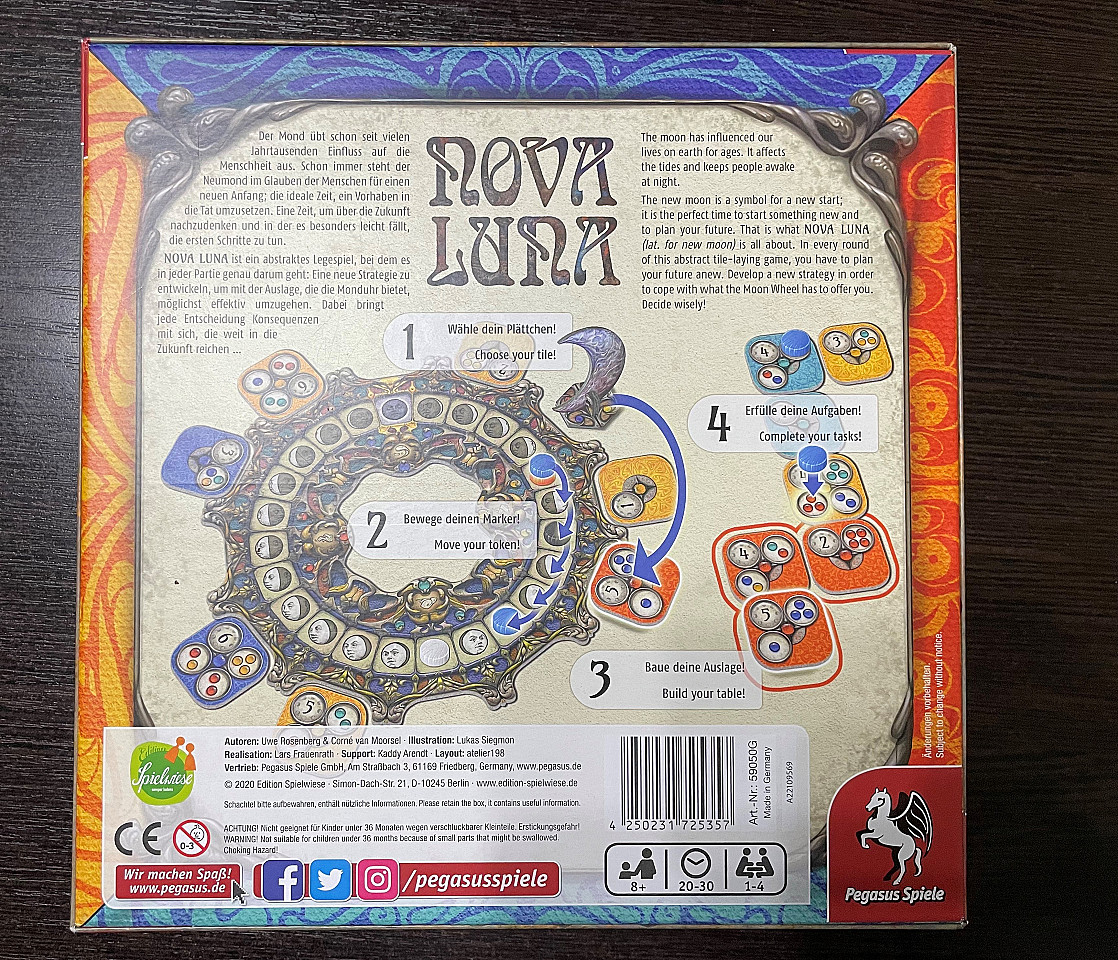 Der Mond übt schon seit vielen
Jahrtausenden Einfluss auf die
Menschheit aus. Schon immer steht der
Neumond im Glauben der Menschen für einen
neuen Anfang; die ideale Zeit, ein Vorhaben in
die Tat umzusetzen. Eine Zeit, um über die Zukunft
nachzudenken und in der es besonders leicht fällt,
die ersten Schritte zu tun.
NOVA LUNA ist ein abstraktes Legespiel, bei dem es
in jeder Partie genau darum geht: Eine neue Strategie zu
entwickeln, um mit der Auslage, die die Monduhr bietet,
möglichst effektiv umzugehen. Dabei bringt
jede Entscheidung Konsequenzen
mit sich, die weit in die
Zukunft reichen ...
NOVA
LUNA
The moon has influenced our
lives on earth for ages. It affects
the tides and keeps people awake
at night.
The new moon is a symbol for a new start;
it is the perfect time to start something new and
to plan your future. That is what NOVA LUNA
(lat. for new moon) is all about. In every round
of this abstract tile-laying game, you have to plan
your future anew. Develop a new strategy in order
to cope with what the Moon Wheel has to offer you.
Decide wisely!
1
Wähle dein Plättchen!
Choose your tile!
2
Bewege deinen Marker!
Move your token!
3
Baue deine Auslage!
Build your table!
4
Erfülle deine Aufgaben!
Complete your tasks!
4
3
1
4
2
5
6
3
2
1
5
6
5
Änderungen vorbehalten.
Subject to change without notice.
Edition
Spielwiese
Autoren: Uwe Rosenberg & Corné van Moorsel · Illustration: Lukas Siegmon
Realisation: Lars Frauenrath · Support: Kaddy Arendt · Layout: atelier198
Vertrieb: Pegasus Spiele GmbH, Am Straßbach 3, 61169 Friedberg, Germany, www.pegasus.de
© 2020 Edition Spielwiese · Simon-Dach-Str. 21, D-10245 Berlin · www.edition-spielwiese.de
Schachtel bitte aufbewahren, enthält nützliche Informationen. Please retain the box, it contains useful information.
CE
0-3
ACHTUNG! Nicht geeignet für Kinder unter 36 Monaten wegen verschluckbarer Kleinteile. Erstickungsgefahr!
WARNING! Not suitable for children under 36 months because of small parts that might be swallowed.
Choking Hazard!
Wir machen Spaß!
www.pegasus.de
/pegasusspiele
4 250231 725357
Art.-Nr.: 59050G
Made in Germany
A22109569
8+
20-30
1-4
Pegasus Spiele